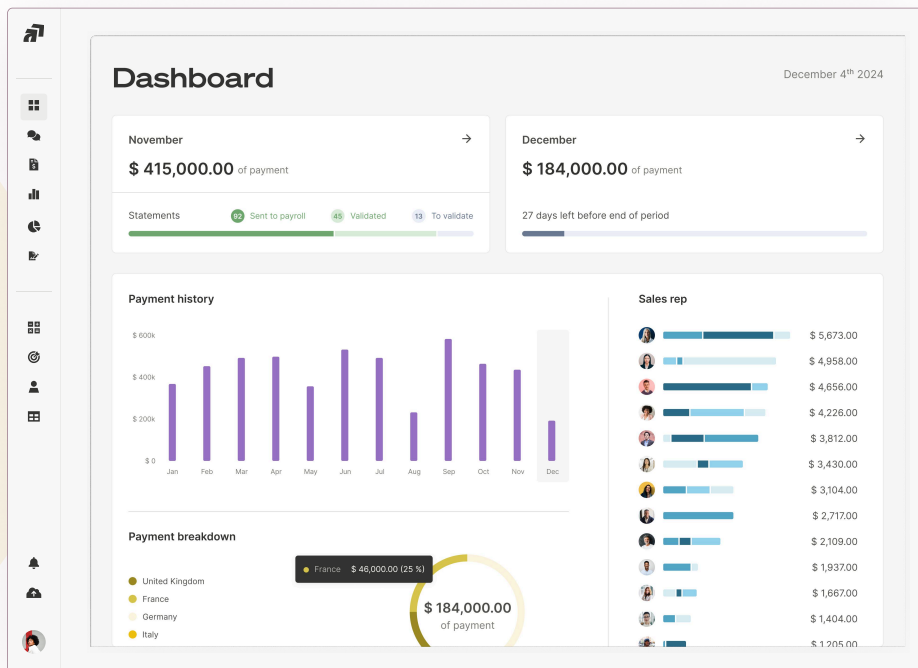 Dashboard
December 4th 2024
November
$ 415,000.00 of payment
Statements
92 Sent to payroll
45 Validated
13 To validate
December
$ 184,000.00 of payment
27 days left before end of period
Payment history
$ 600k
$ 400k
$ 200k
$ 0
Jan Feb Mar Apr May Jun Jul Aug Sep Oct Nov Dec
Payment breakdown
United Kingdom
France
Germany
Italy
France $ 46,000.00 (25 %)
$ 184,000.00
of payment
Sales rep
$ 5,673.00
$ 4,958.00
$ 4,656.00
$ 4,226.00
$ 3,812.00
$ 3,430.00
$ 3,104.00
$ 2,717.00
$ 2,109.00
$ 1,937.00
$ 1,667.00
$ 1,404.00
$ 1,205.00